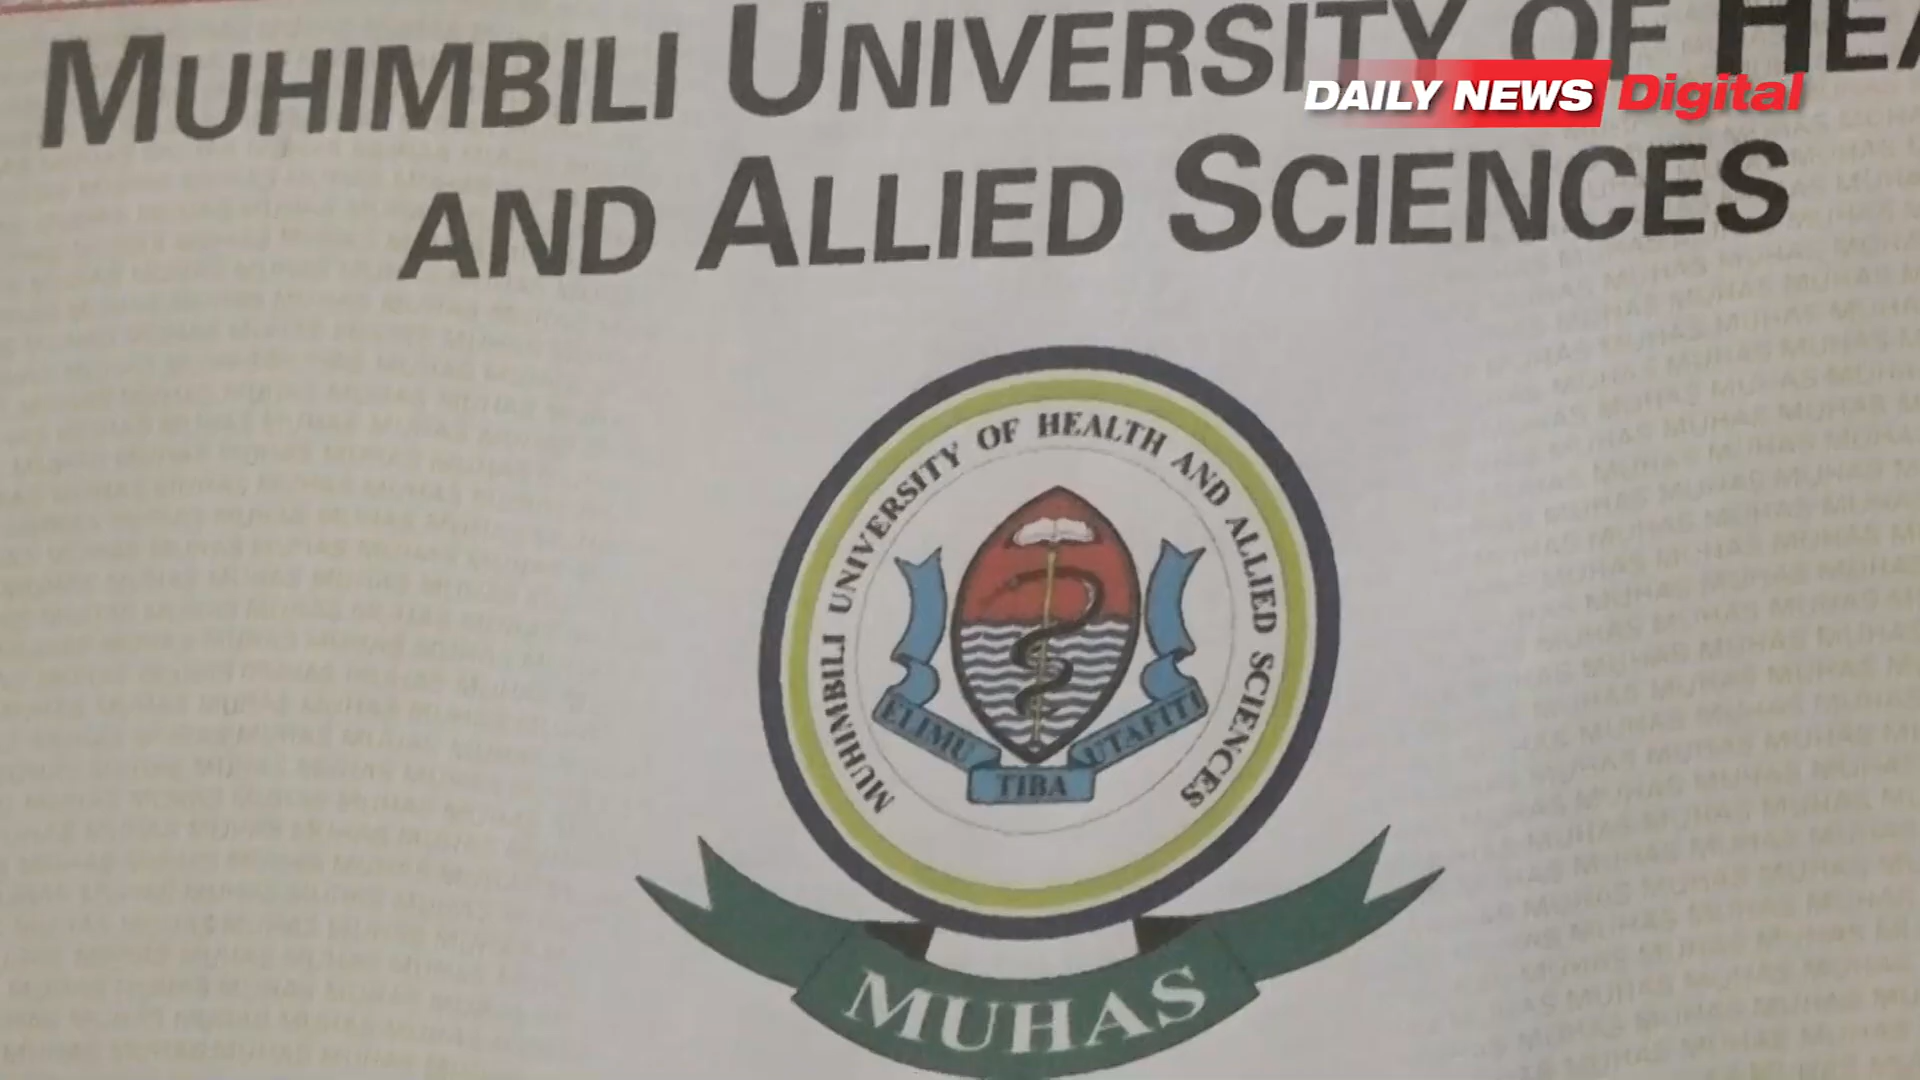 MUHIMBILI UNIVERSITY OF HEA
DAILY NEWS Digital
AND ALLIED SCIENCES
MUHIMBILI UNIVERSITY OF HEALTH AND ALLIED SCIENCES
ELIMU
TIBA
UTAFITI
MUHAS